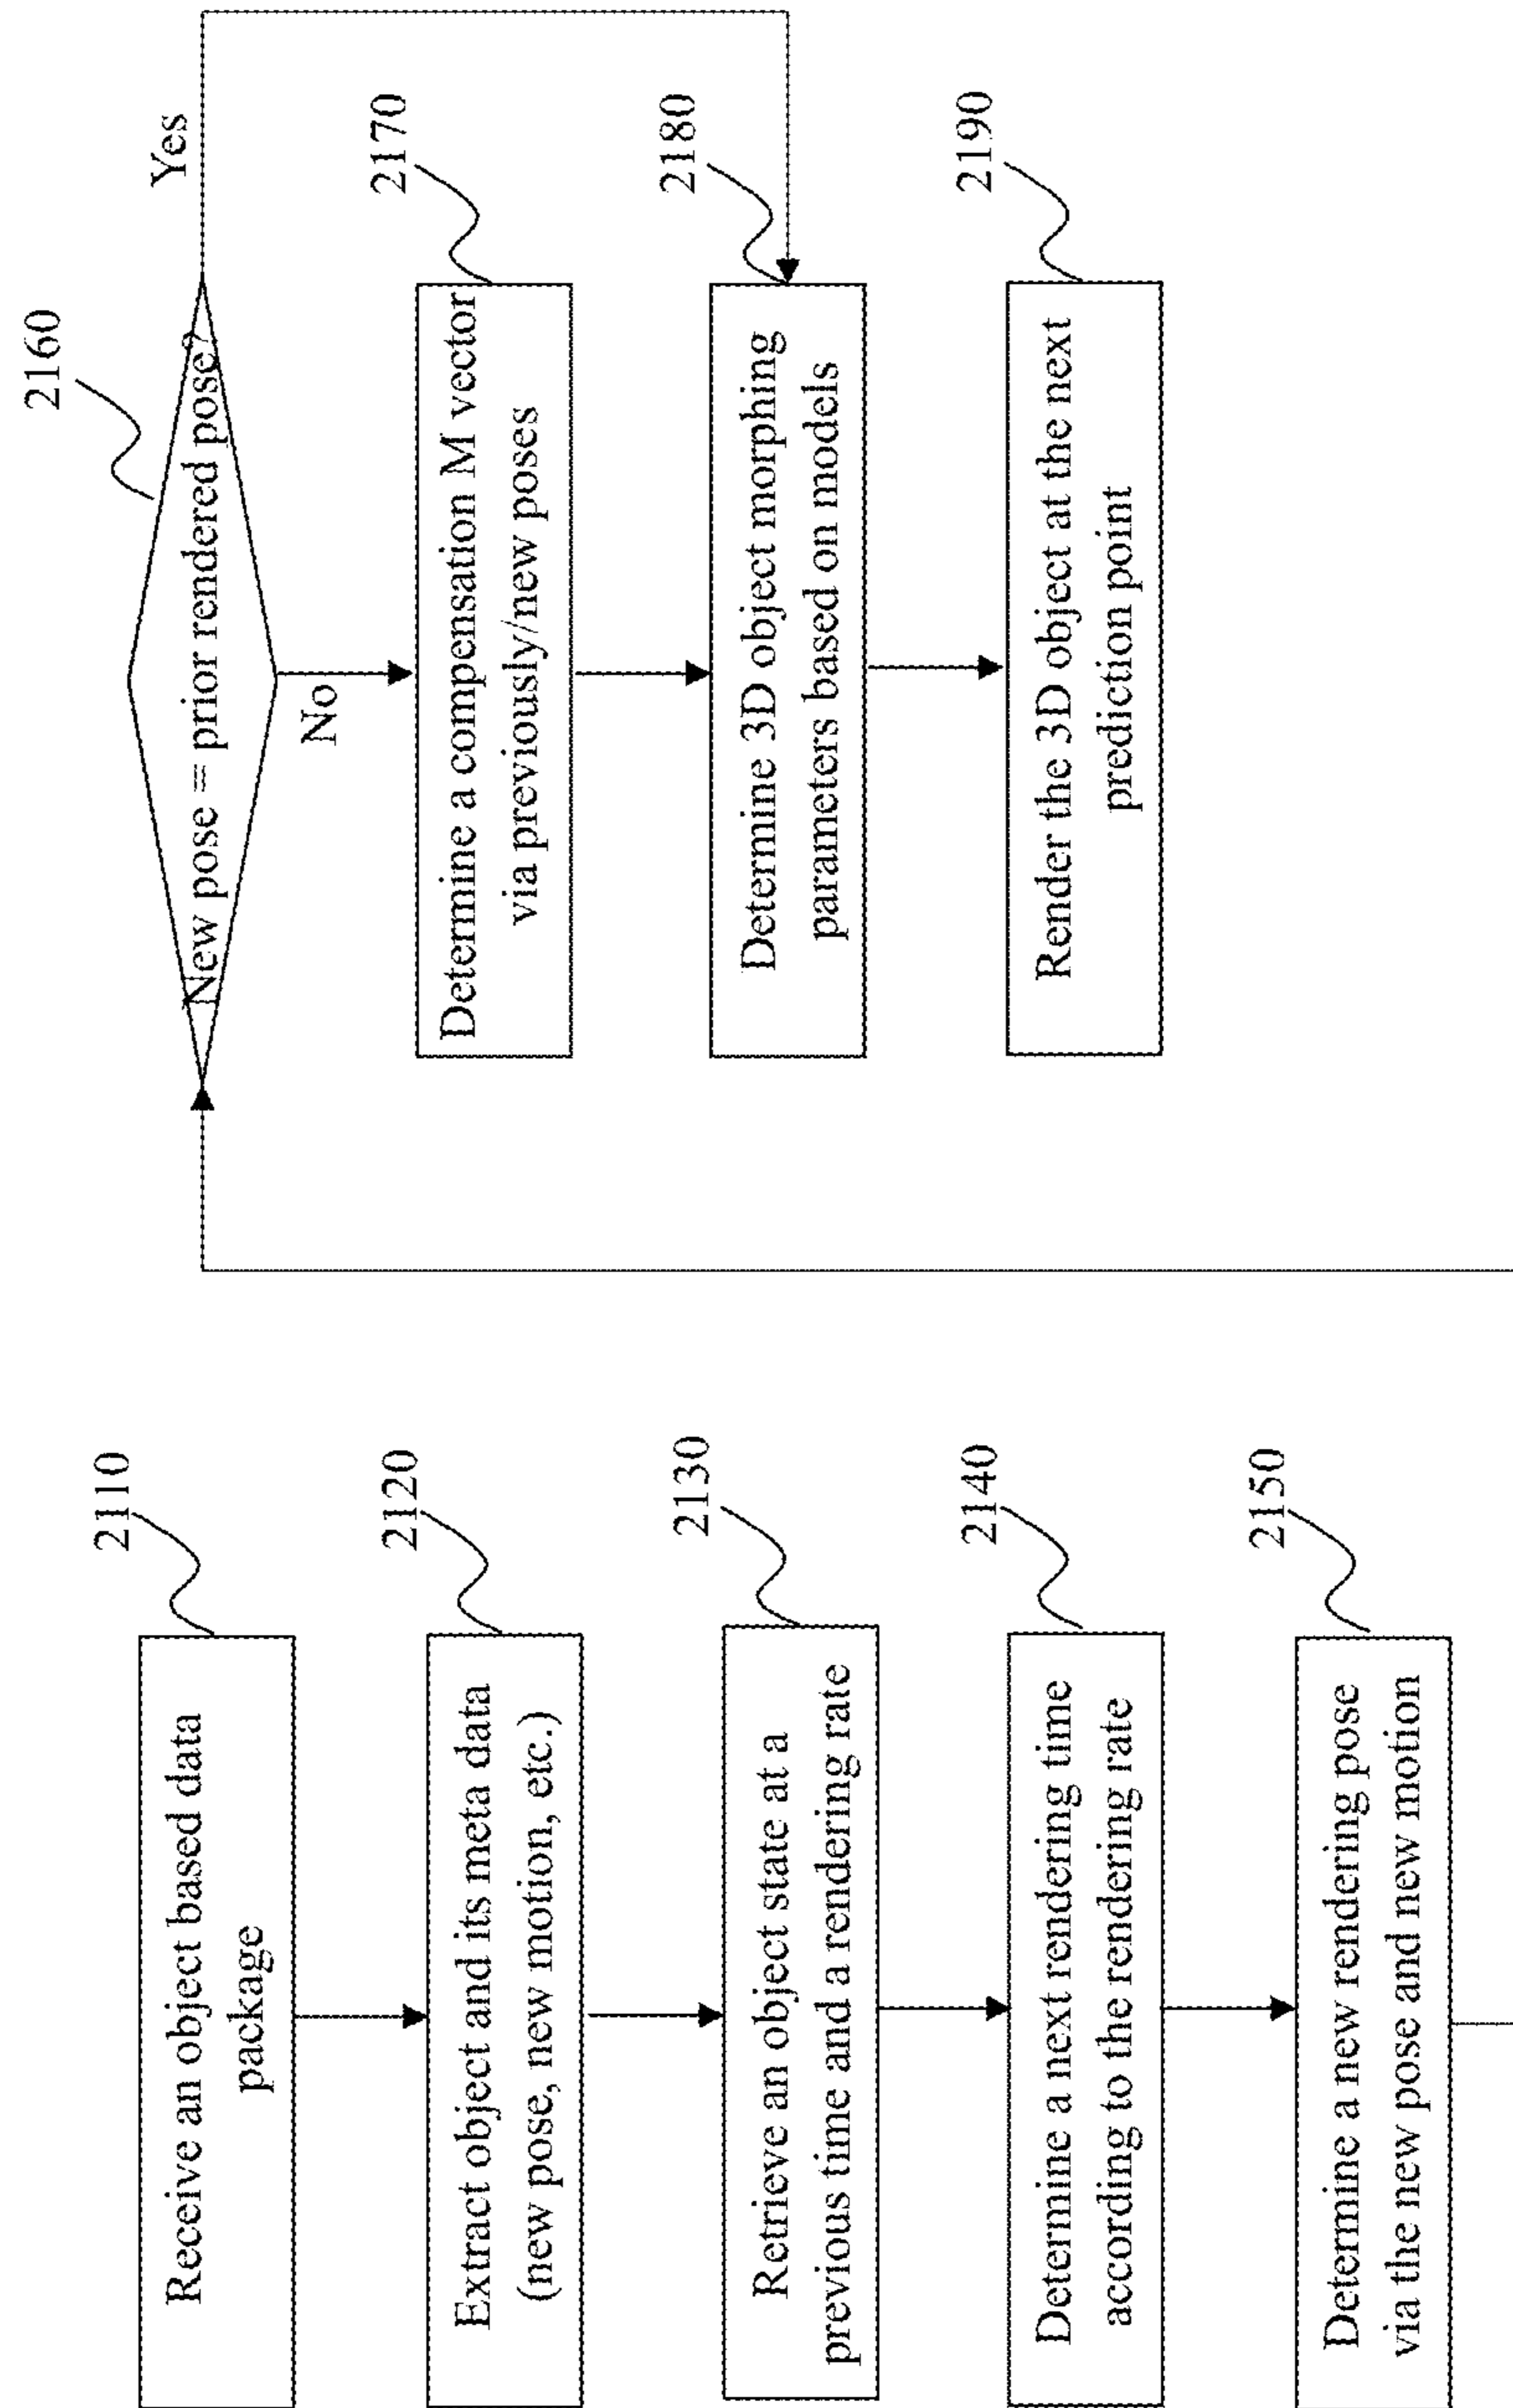 2110
Receive an object based data
package
2120
Extract object and its meta data
(new pose, new motion, etc.)
2130
Retrieve an object state at a
previous time and a rendering rate
2140
Determine a next rendering time
according to the rendering rate
2150
Determine a new rendering pose
via the new pose and new motion
2160
New pose = prior rendered pose?
Yes
No
2170
Determine a compensation M vector
via previously/new poses
2180
Determine 3D object morphing
parameters based on models
2190
Render the 3D object at the next
prediction point